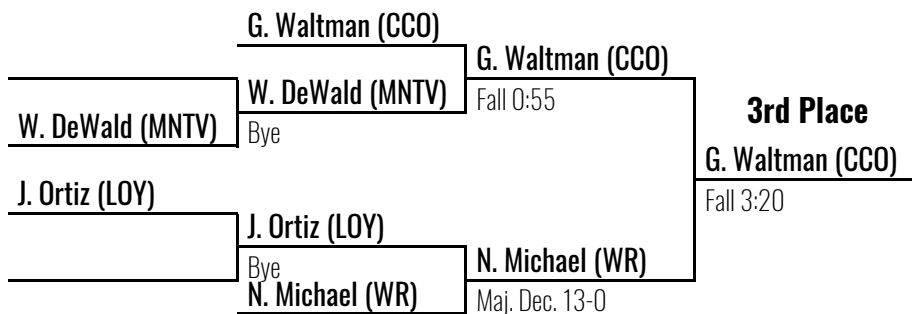 G. Waltman (CCO)
G. Waltman (CCO)
W. DeWald (MNTV)
Fall 0:55
3rd Place
W. DeWald (MNTV)
Bye
G. Waltman (CCO)
J. Ortiz (LOY)
Fall 3:20
J. Ortiz (LOY)
Bye
N. Michael (WR)
N. Michael (WR)
Maj. Dec. 13-0